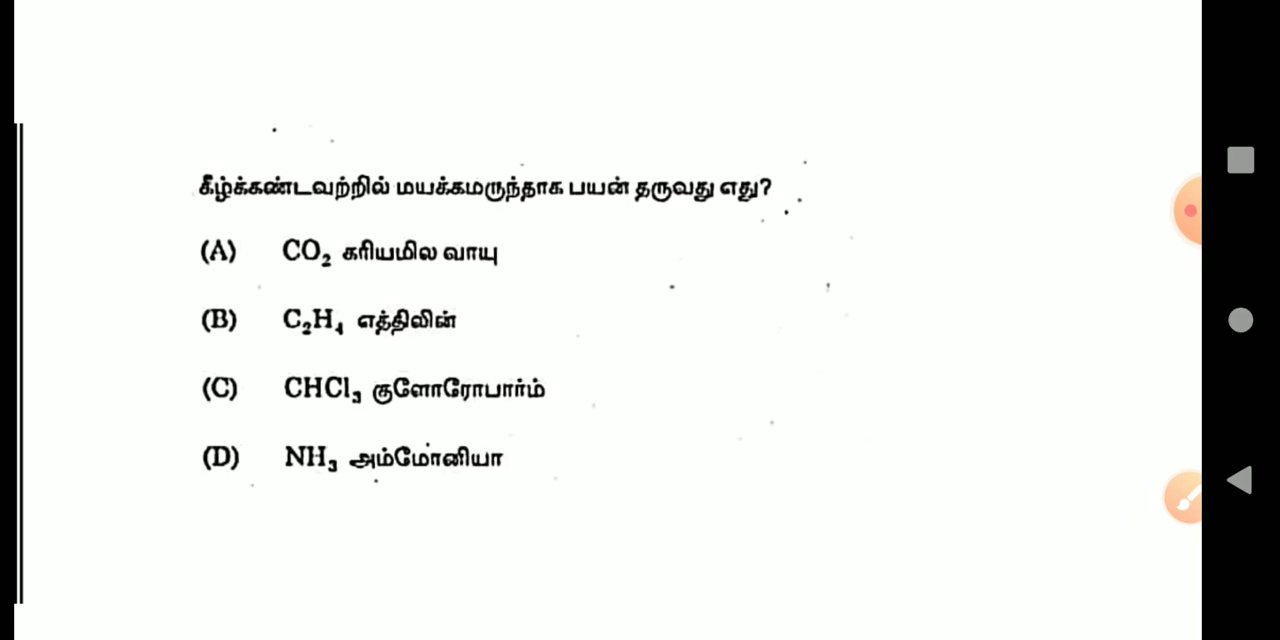 கீழ்க்கண்டவற்றில் மயக்கமருந்தாக பயன் தருவது எது?
(A) CO₂ கரியமில வாயு
(B) C₂H₄ எத்திலின்
(C) CHCl₃ குளோரோபார்ம்
(D) NH₃ அம்மோனியா